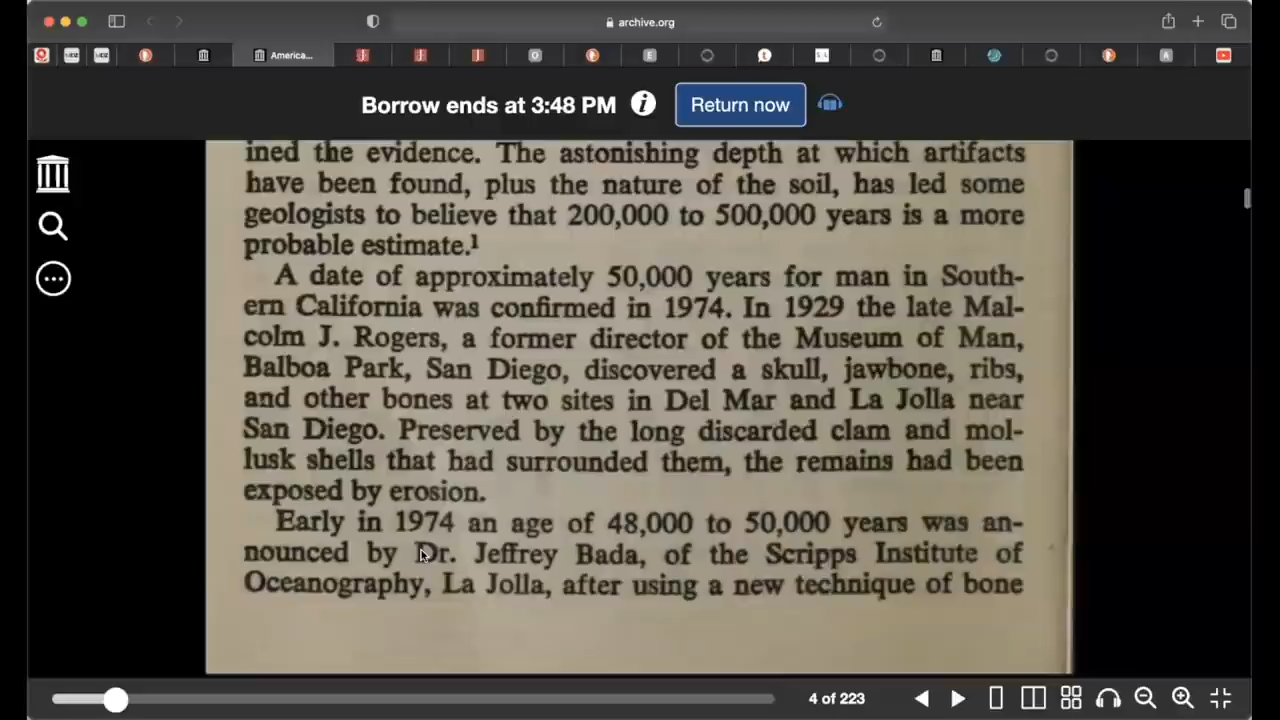 archive.org
America...
Borrow ends at 3:48 PM
Return now
ined the evidence. The astonishing depth at which artifacts
have been found, plus the nature of the soil, has led some
geologists to believe that 200,000 to 500,000 years is a more
probable estimate.¹
A date of approximately 50,000 years for man in South-
ern California was confirmed in 1974. In 1929 the late Mal-
colm J. Rogers, a former director of the Museum of Man,
Balboa Park, San Diego, discovered a skull, jawbone, ribs,
and other bones at two sites in Del Mar and La Jolla near
San Diego. Preserved by the long discarded clam and mol-
lusk shells that had surrounded them, the remains had been
exposed by erosion.
Early in 1974 an age of 48,000 to 50,000 years was an-
nounced by Dr. Jeffrey Bada, of the Scripps Institute of
Oceanography, La Jolla, after using a new technique of bone
4 of 223